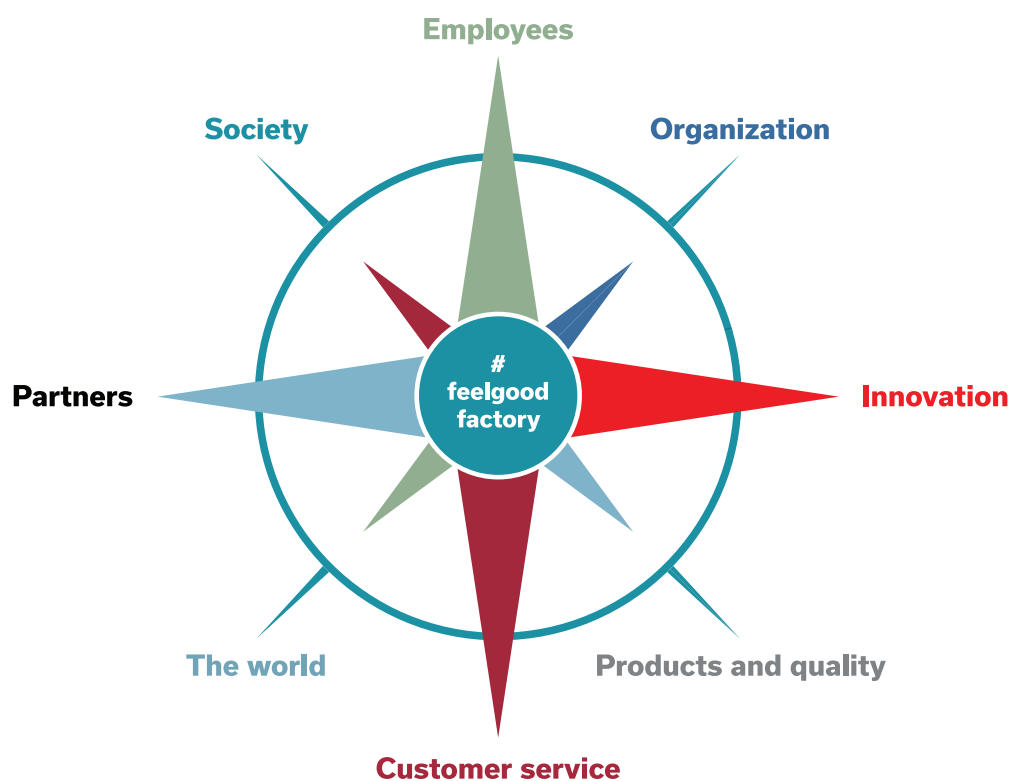 Employees
Society
Organization
#
feelgood
factory
Partners
Innovation
The world
Products and quality
Customer service